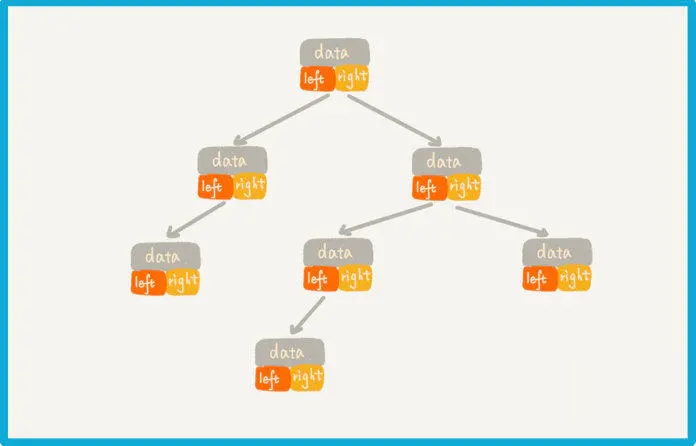 data
left right
data data
left right left right
data data data
left right left right left right
data
left right